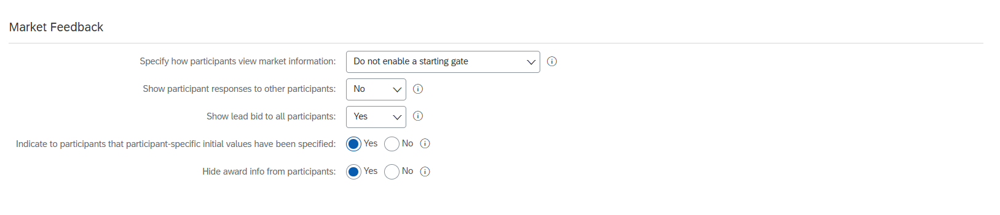 Market Feedback
Specify how participants view market information: Do not enable a starting gate
Show participant responses to other participants: No
Show lead bid to all participants: Yes
Indicate to participants that participant-specific initial values have been specified: Yes No
Hide award info from participants: Yes No